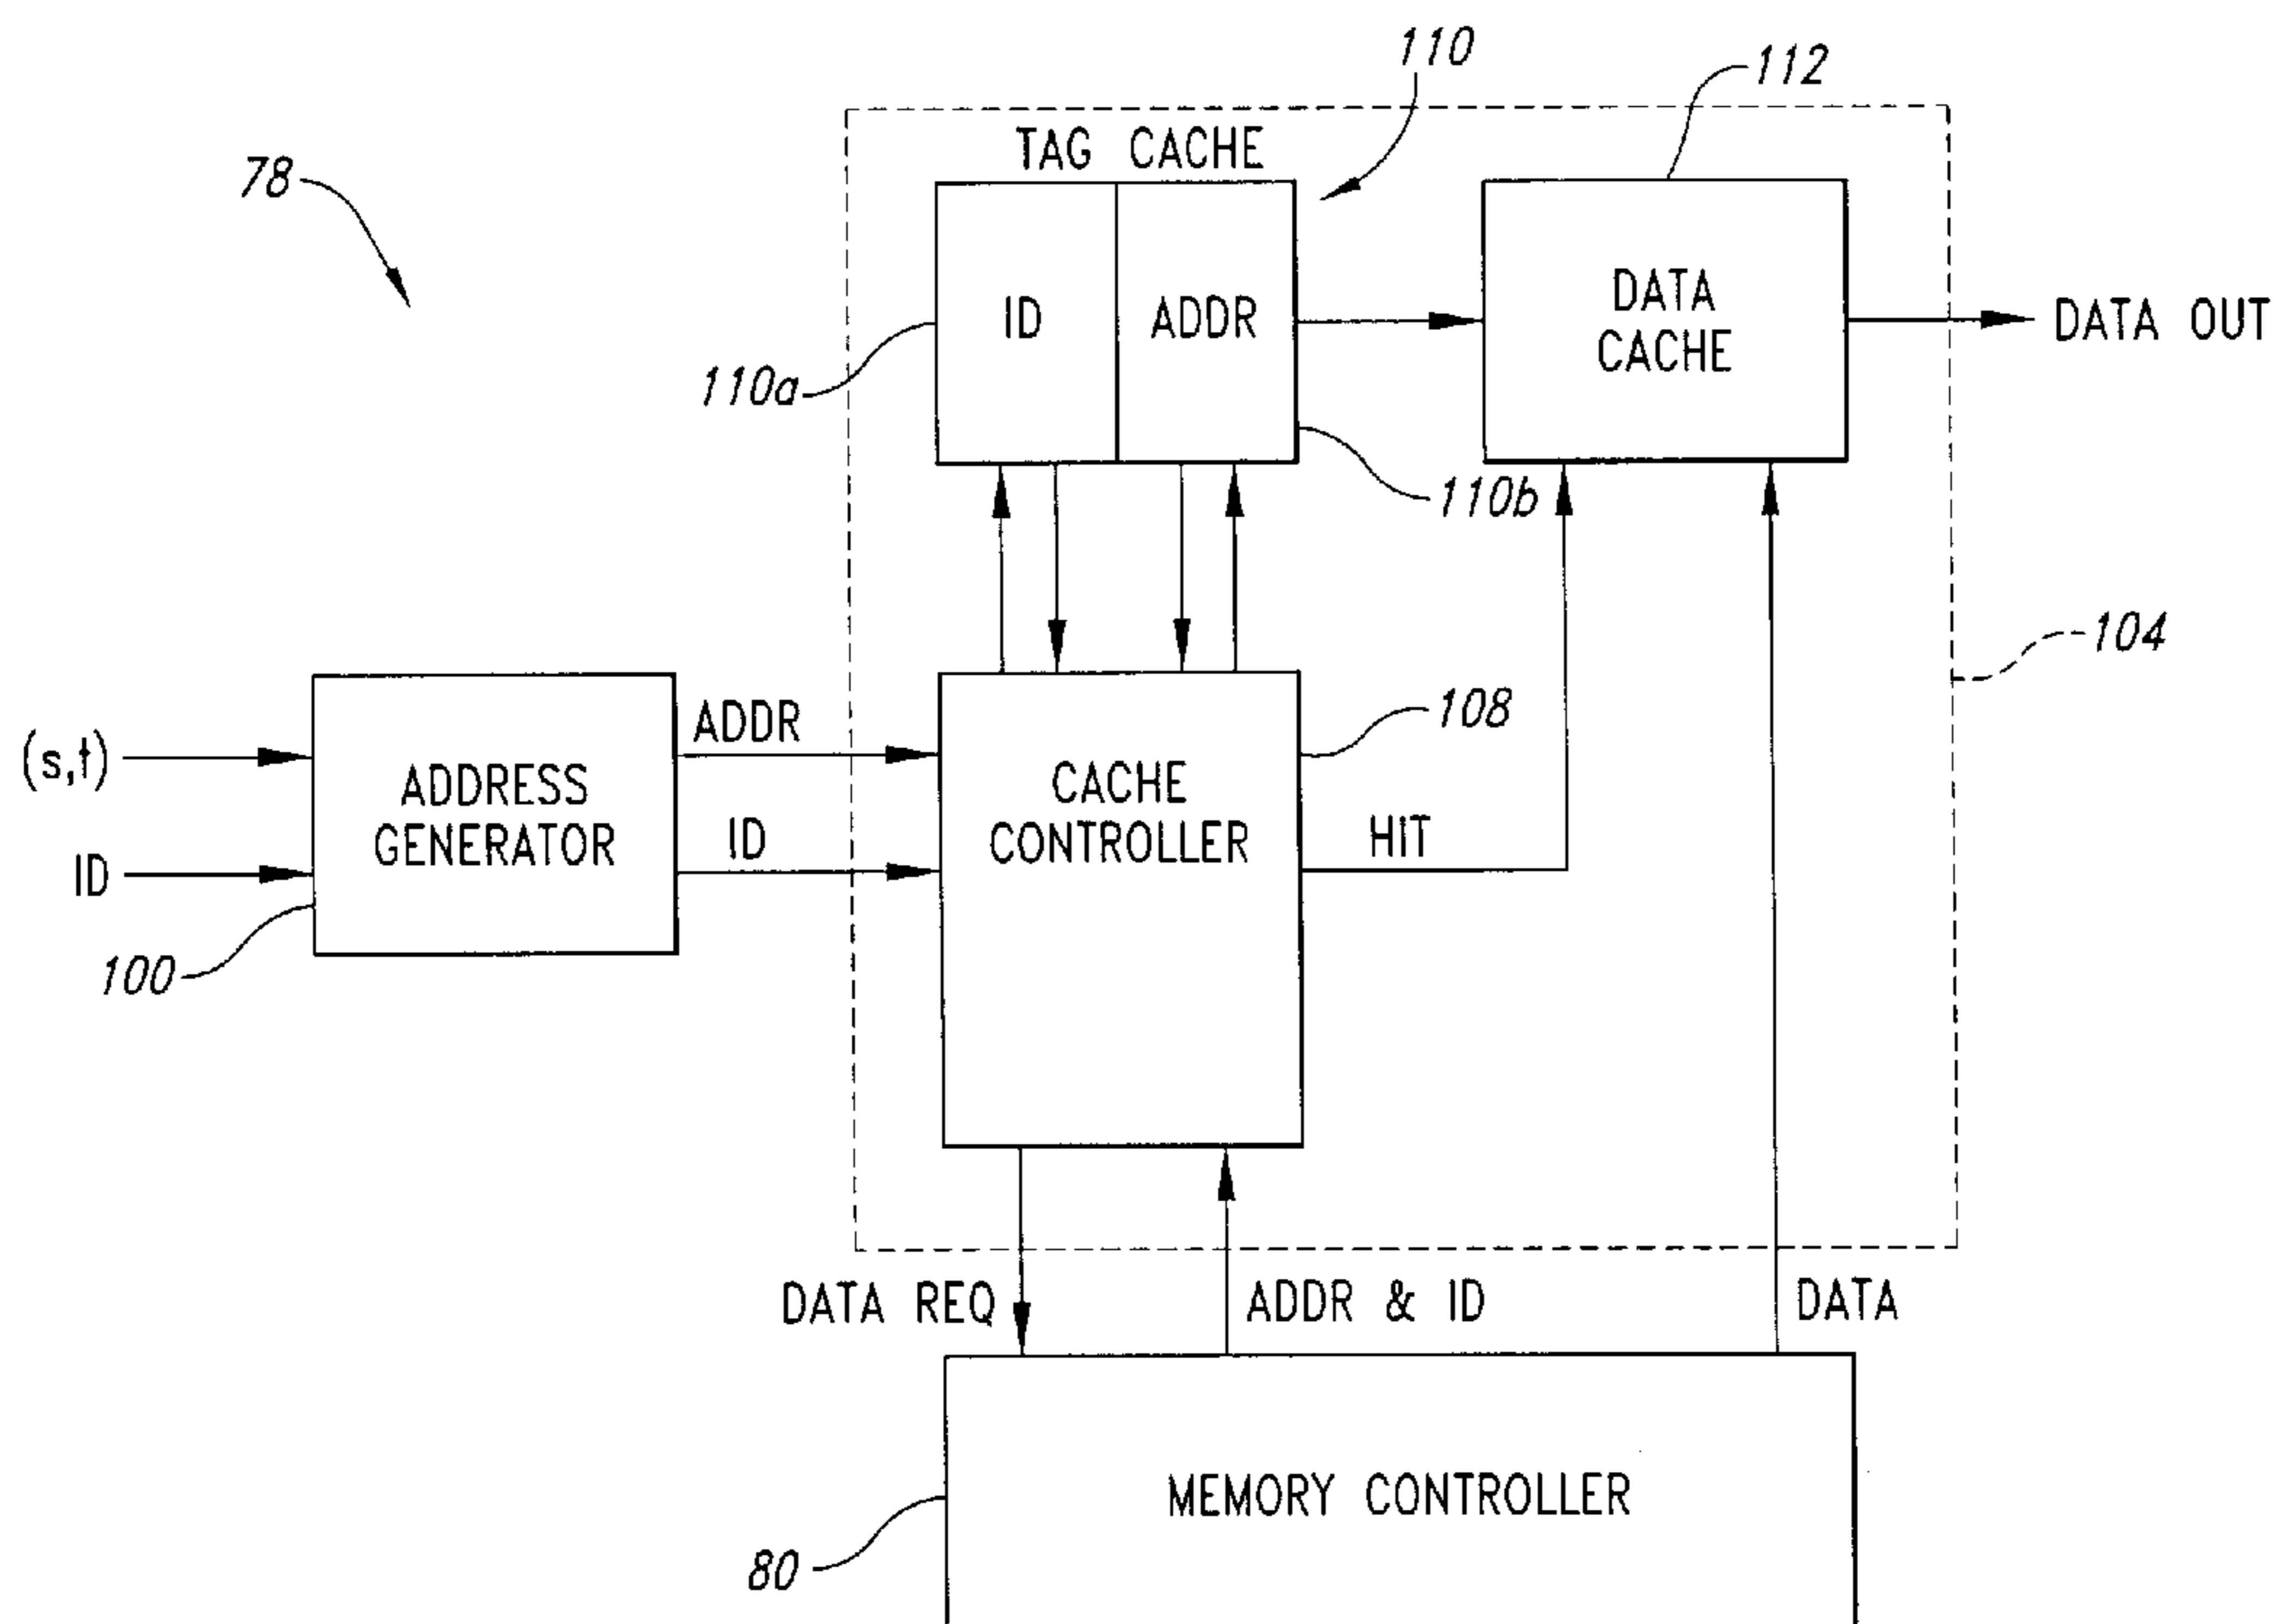 110
112
TAG CACHE
78
ID
ADDR
DATA
CACHE
DATA OUT
110a
110b
104
108
ADDR
(s,t)
ADDRESS
GENERATOR
CACHE
CONTROLLER
ID
ID
HIT
100
DATA REQ
ADDR & ID
DATA
MEMORY CONTROLLER
80